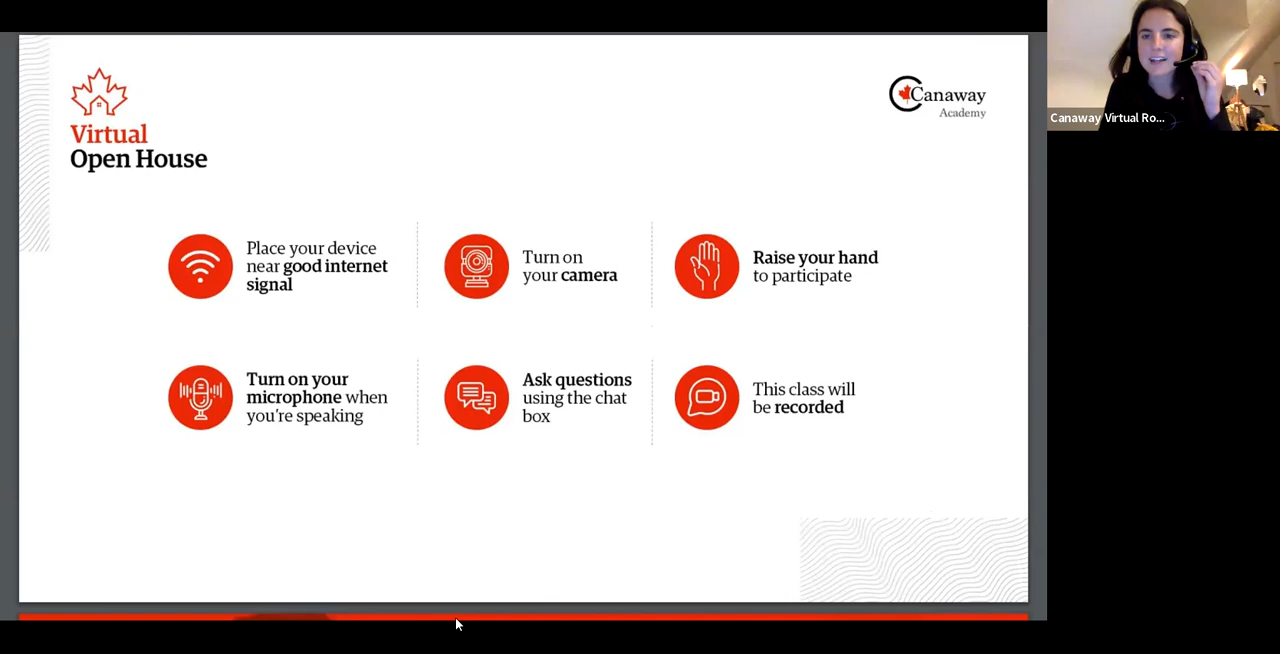 Virtual
Open House
Canaway
Academy
Place your device
near good internet
signal
Turn on
your camera
Raise your hand
to participate
Turn on your
microphone when
you're speaking
Ask questions
using the chat
box
This class will
be recorded
Canaway Virtual Ro...